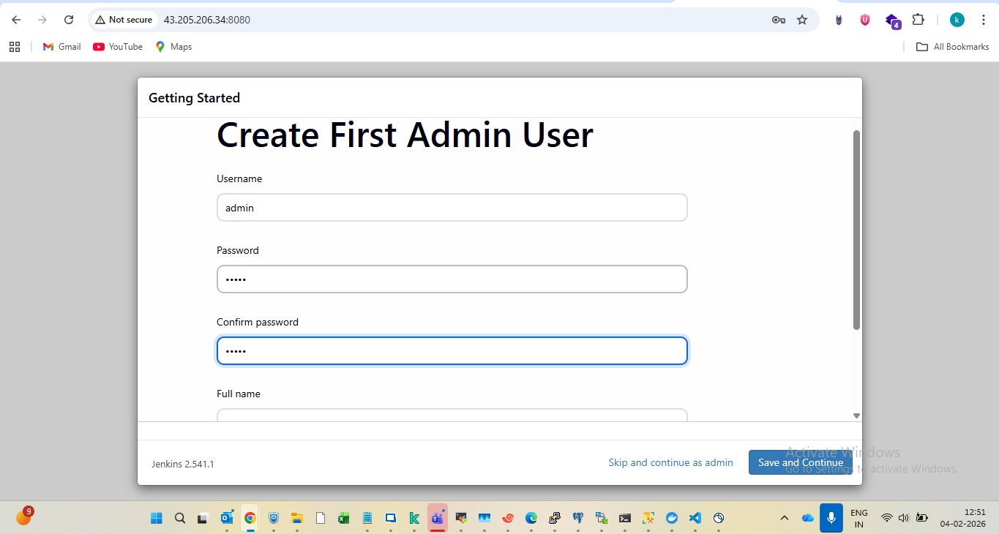 Not secure
43.205.206.34:8080
4
k
Gmail
YouTube
Maps
All Bookmarks
Getting Started
Create First Admin User
Username
admin
Password
•••••
Confirm password
•••••
Full name
Jenkins 2.541.1
Skip and continue as admin
Save and Continue
Activate Windows
Go to Settings to activate Windows.
9
ENG
IN
12:51
04-02-2026